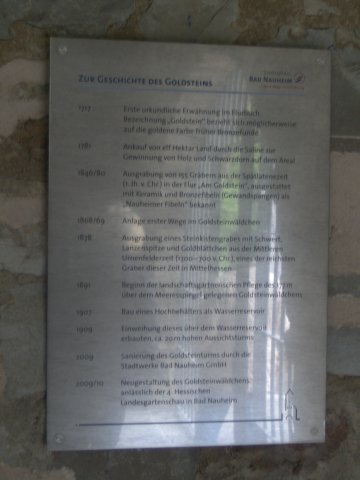 Bad Nauheim
Zur Geschichte des Goldsteins
1717 Erste urkundliche Erwähnung im Flurbuch.
Bezeichnung „Goldstein“ bezieht sich möglicherweise
auf die goldene Farbe früher Bronzefunde
1781 Ankauf von elf Hektar Land durch die Saline zur
Gewinnung von Holz und Schwarzdorn auf dem Areal
1846/80 Ausgrabung von 195 Gräbern aus der Spätlatènezeit
(1. Jh. v. Chr.) in der Flur „Am Goldstein“, ausgestattet
mit Keramik und Bronzefibeln (Gewandspangen) als
„Nauheimer Fibeln“ bekannt
1868/69 Anlage erster Wege im Goldsteinwäldchen
1878 Ausgrabung eines Steinkistengrabes mit Schwert,
Lanzenspitze und Goldblättchen aus der Mittleren
Urnenfelderzeit (1300–700 v. Chr.), eines der reichsten
Gräber dieser Zeit in Mittelhessen
1891 Beginn der landschaftsgärtnerischen Pflege des 177 m
über dem Meeresspiegel gelegenen Goldsteinwäldchens
1907 Bau eines Hochbehälters als Wasserreservoir
1909 Einweihung dieses über dem Wasserreservoir
erbauten, ca. 20 m hohen Aussichtsturms
2009 Sanierung des Goldsteinturms durch die
Stadtwerke Bad Nauheim GmbH
2009/10 Neugestaltung des Goldsteinwäldchens
anlässlich der 4. Hessischen
Landesgartenschau in Bad Nauheim